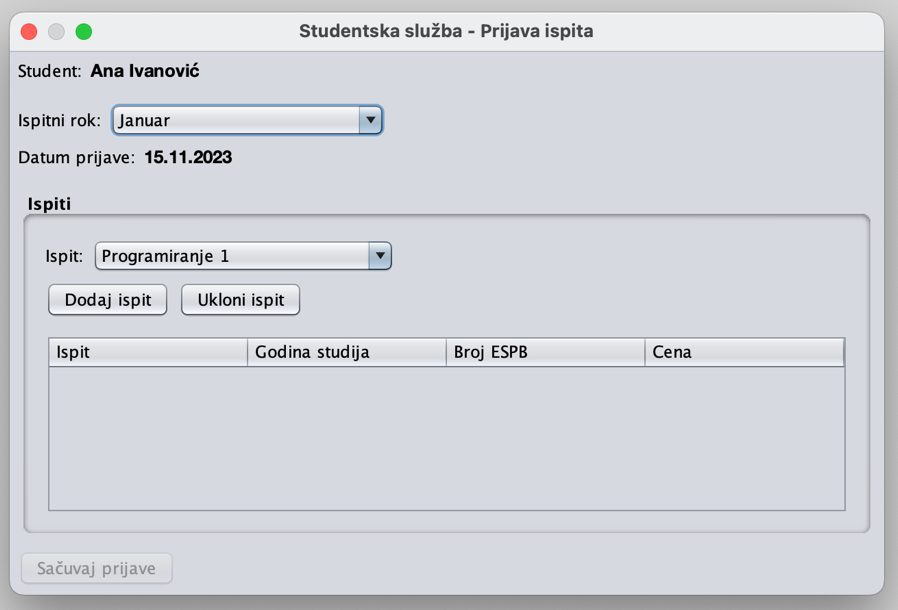 Studentska služba - Prijava ispita
Student: Ana Ivanović
Ispitni rok: Januar
Datum prijave: 15.11.2023
Ispiti
Ispit: Programiranje 1
Dodaj ispit Ukloni ispit
Ispit Godina studija Broj ESPB Cena
Sačuvaj prijave